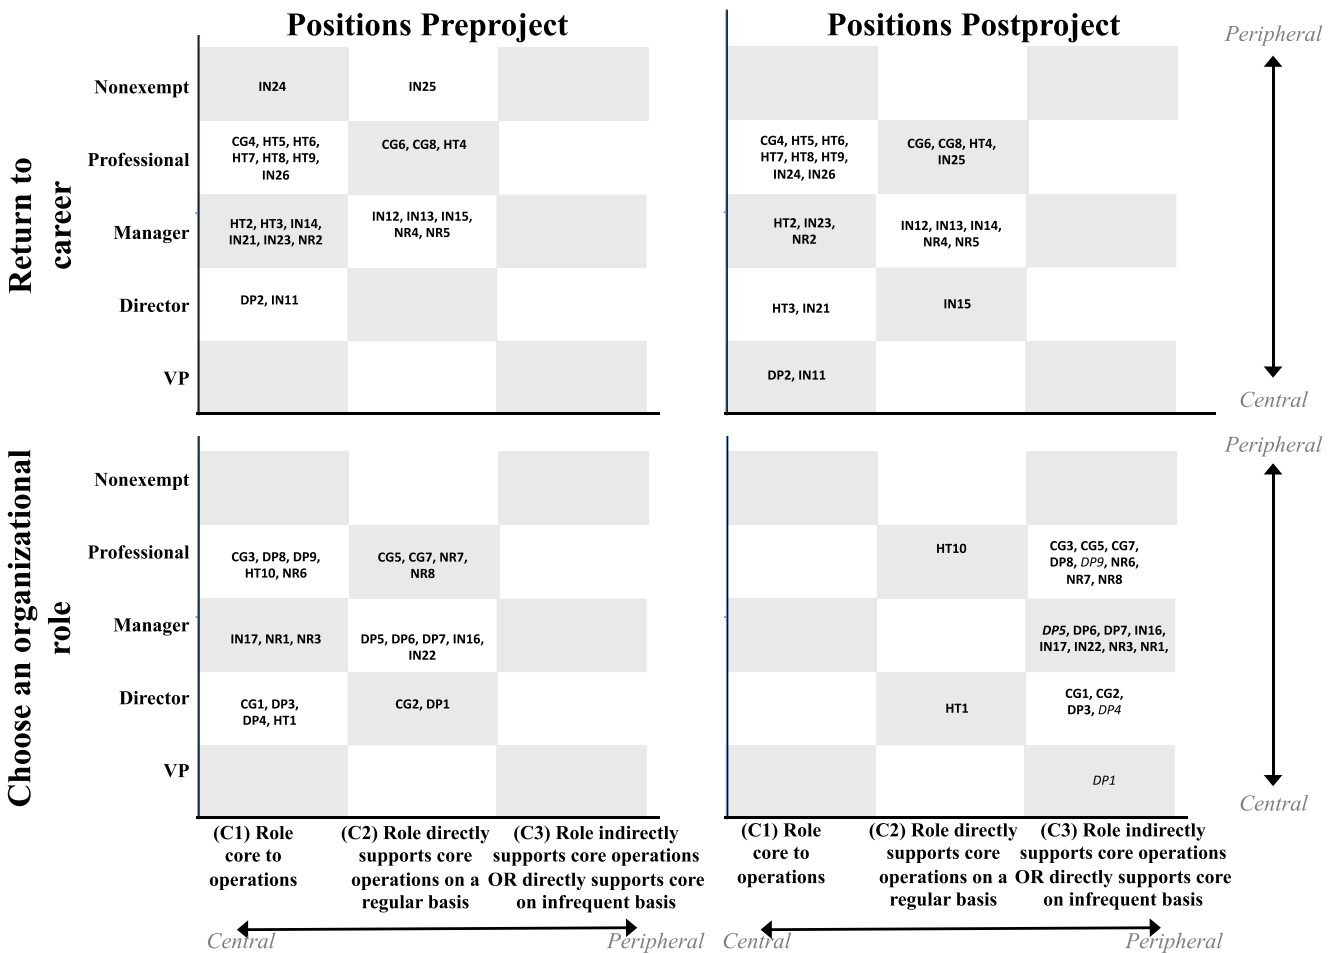 Positions Preproject
Positions Postproject
Peripheral
Return to
career
Nonexempt
IN24
IN25
Professional
CG4, HT5, HT6,
HT7, HT8, HT9,
IN26
CG6, CG8, HT4
CG4, HT5, HT6,
HT7, HT8, HT9,
IN24, IN26
CG6, CG8, HT4,
IN25
Manager
HT2, HT3, IN14,
IN21, IN23, NR2
IN12, IN13, IN15,
NR4, NR5
HT2, IN23,
NR2
IN12, IN13, IN14,
NR4, NR5
Director
DP2, IN11
HT3, IN21
IN15
VP
DP2, IN11
Central
Peripheral
Choose an organizational
role
Nonexempt
Professional
CG3, DP8, DP9,
HT10, NR6
CG5, CG7, NR7,
NR8
HT10
CG3, CG5, CG7,
DP8, DP9, NR6,
NR7, NR8
Manager
IN17, NR1, NR3
DP5, DP6, DP7, IN16,
IN22
DP5, DP6, DP7, IN16,
IN17, IN22, NR3, NR1,
Director
CG1, DP3,
DP4, HT1
CG2, DP1
HT1
CG1, CG2,
DP3, DP4
VP
DP1
Central
(C1) Role
core to
operations
(C2) Role directly
supports core
operations on a
regular basis
(C3) Role indirectly
supports core operations
OR directly supports core
on infrequent basis
(C1) Role
core to
operations
(C2) Role directly
supports core
operations on a
regular basis
(C3) Role indirectly
supports core operations
OR directly supports core
on infrequent basis
Central
Peripheral
Central
Peripheral